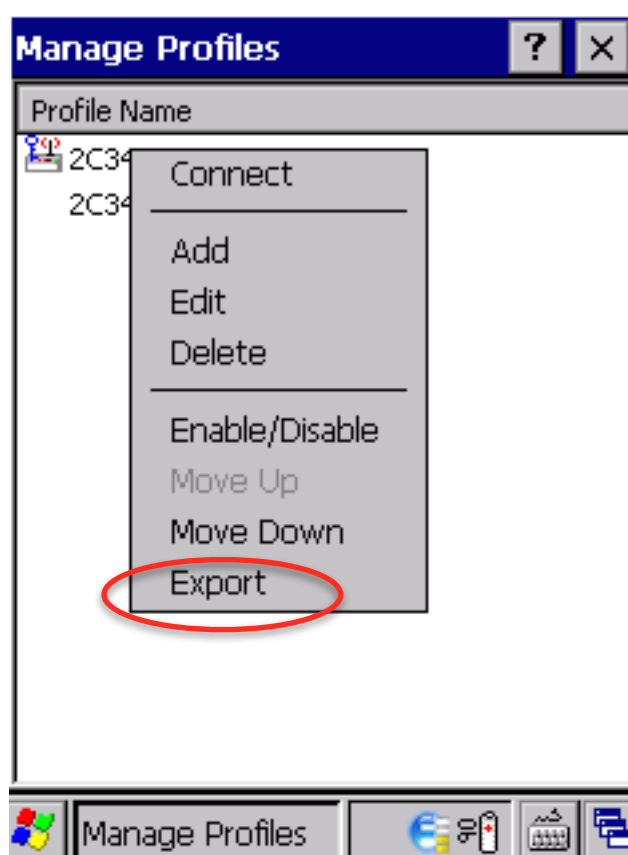 Manage Profiles ? ×
Profile Name
2C34
Connect
2C34
Add
Edit
Delete
Enable/Disable
Move Up
Move Down
Export
Manage Profiles